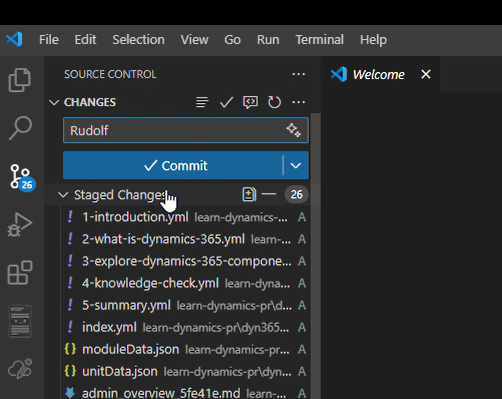 File Edit Selection View Go Run Terminal Help
SOURCE CONTROL
Welcome
CHANGES
Rudolf
Commit
Staged Changes 26
26
! 1-introduction.yml learn-dynamics-... A
! 2-what-is-dynamics-365.yml learn-... A
! 3-explore-dynamics-365-compone... A
! 4-knowledge-check.yml learn-dyna... A
! 5-summary.yml learn-dynamics-pr\d... A
! index.yml learn-dynamics-pr\dyn365... A
{} moduleData.json learn-dynamics-pr... A
{} unitData.json learn-dynamics-pr\dyn... A
admin_overview_5fe41e.md learn-... A